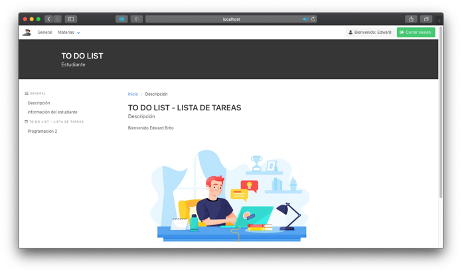 localhost
General Materias Bienvenido: Edward Cerrar sesión
TO DO LIST
Estudiante
GENERAL
Descripción
Información del estudiante
TO DO LIST - LISTA DE TAREAS
Programación 2
Inicio Descripción
TO DO LIST - LISTA DE TAREAS
Descripción
Bienvenido Edward Brito